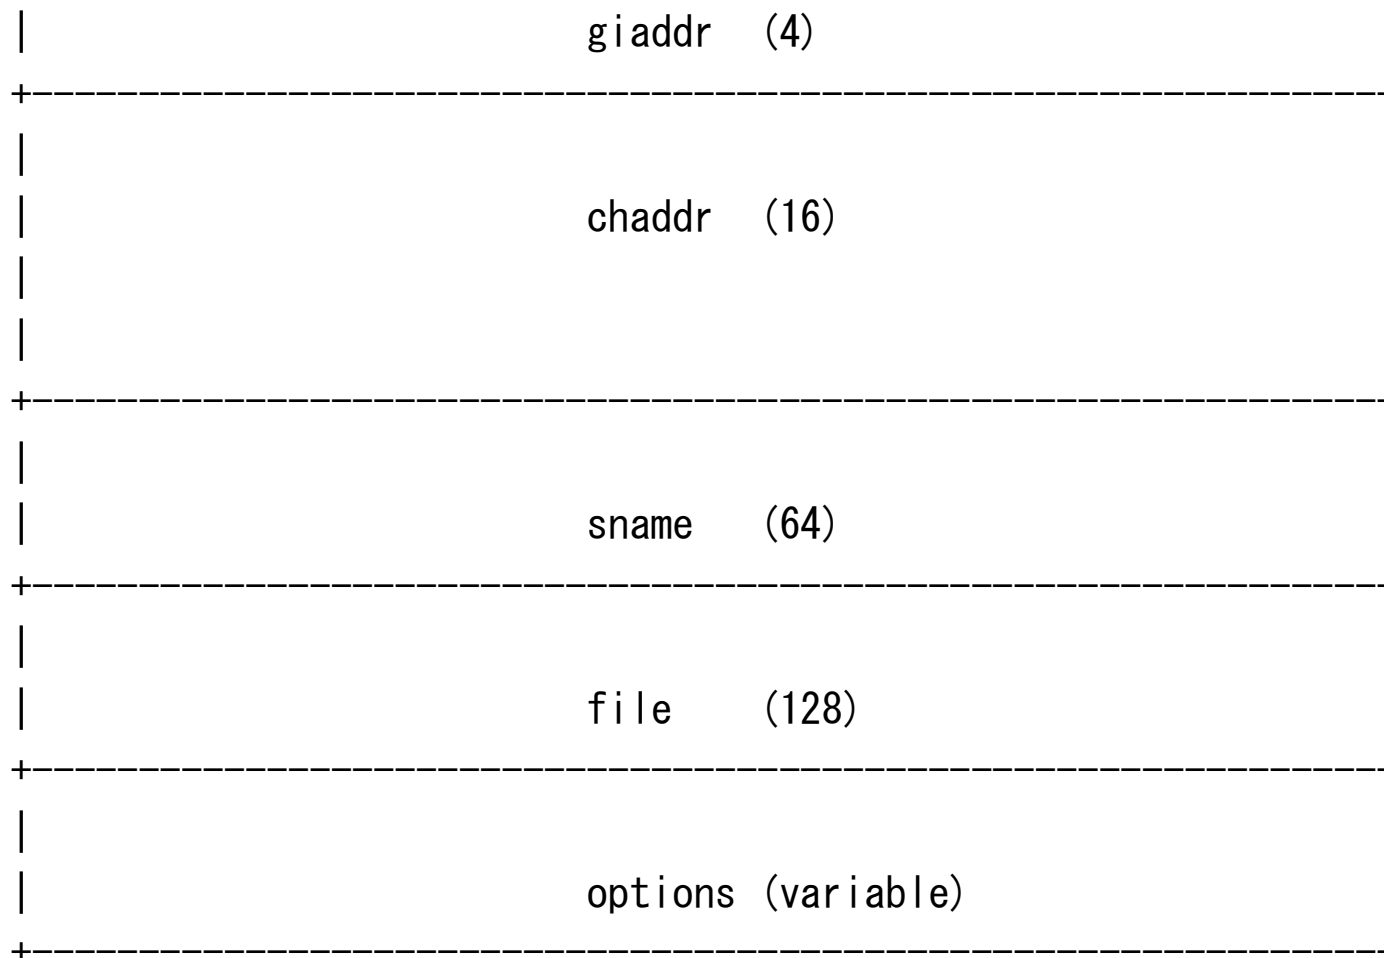 |                          giaddr  (4)
+----------------------------------------------------------------
|
|                          chaddr  (16)
|
|
+----------------------------------------------------------------
|
|                          sname   (64)
+----------------------------------------------------------------
|
|                          file    (128)
+----------------------------------------------------------------
|
|                          options (variable)
+----------------------------------------------------------------